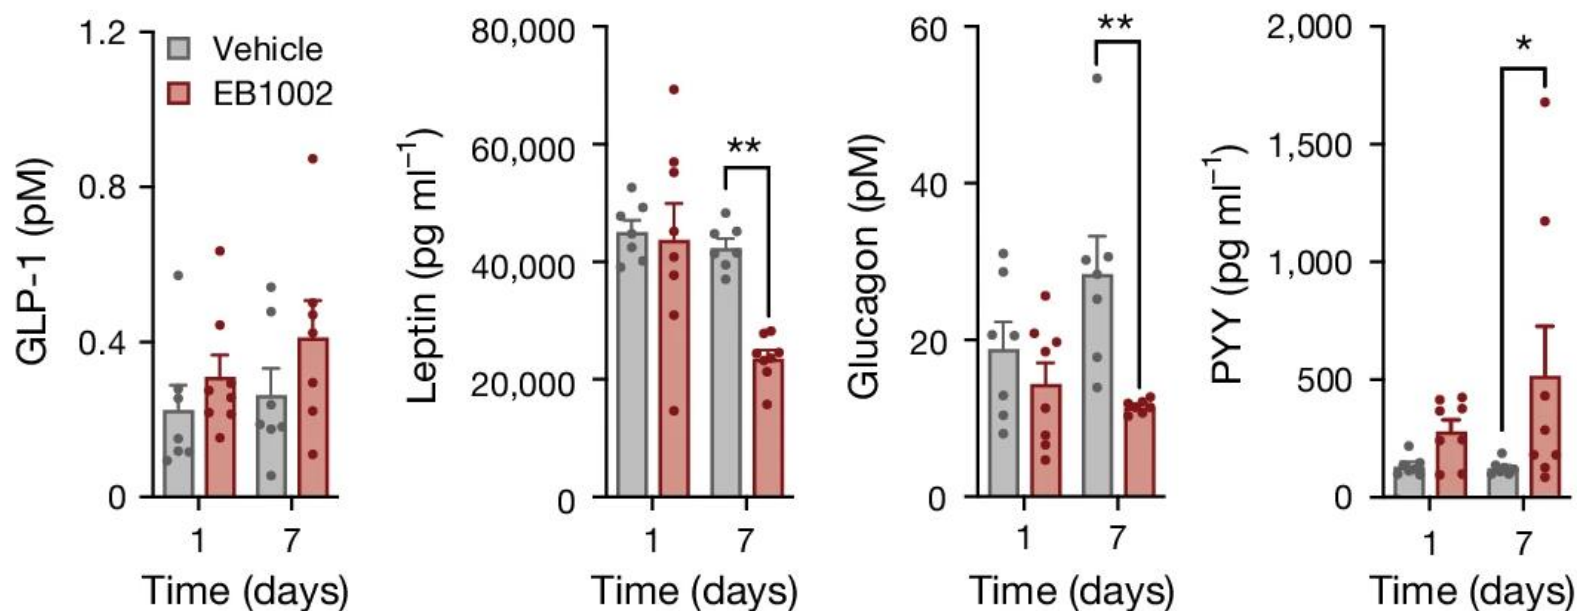 GLP-1 (pM)
1.2
0.8
0.4
0
Vehicle
EB1002
1
7
Time (days)
Leptin (pg ml⁻¹)
80,000
60,000
40,000
20,000
0
**
1
7
Time (days)
Glucagon (pM)
60
40
20
0
**
1
7
Time (days)
PYY (pg ml⁻¹)
2,000
1,500
1,000
500
0
*
1
7
Time (days)